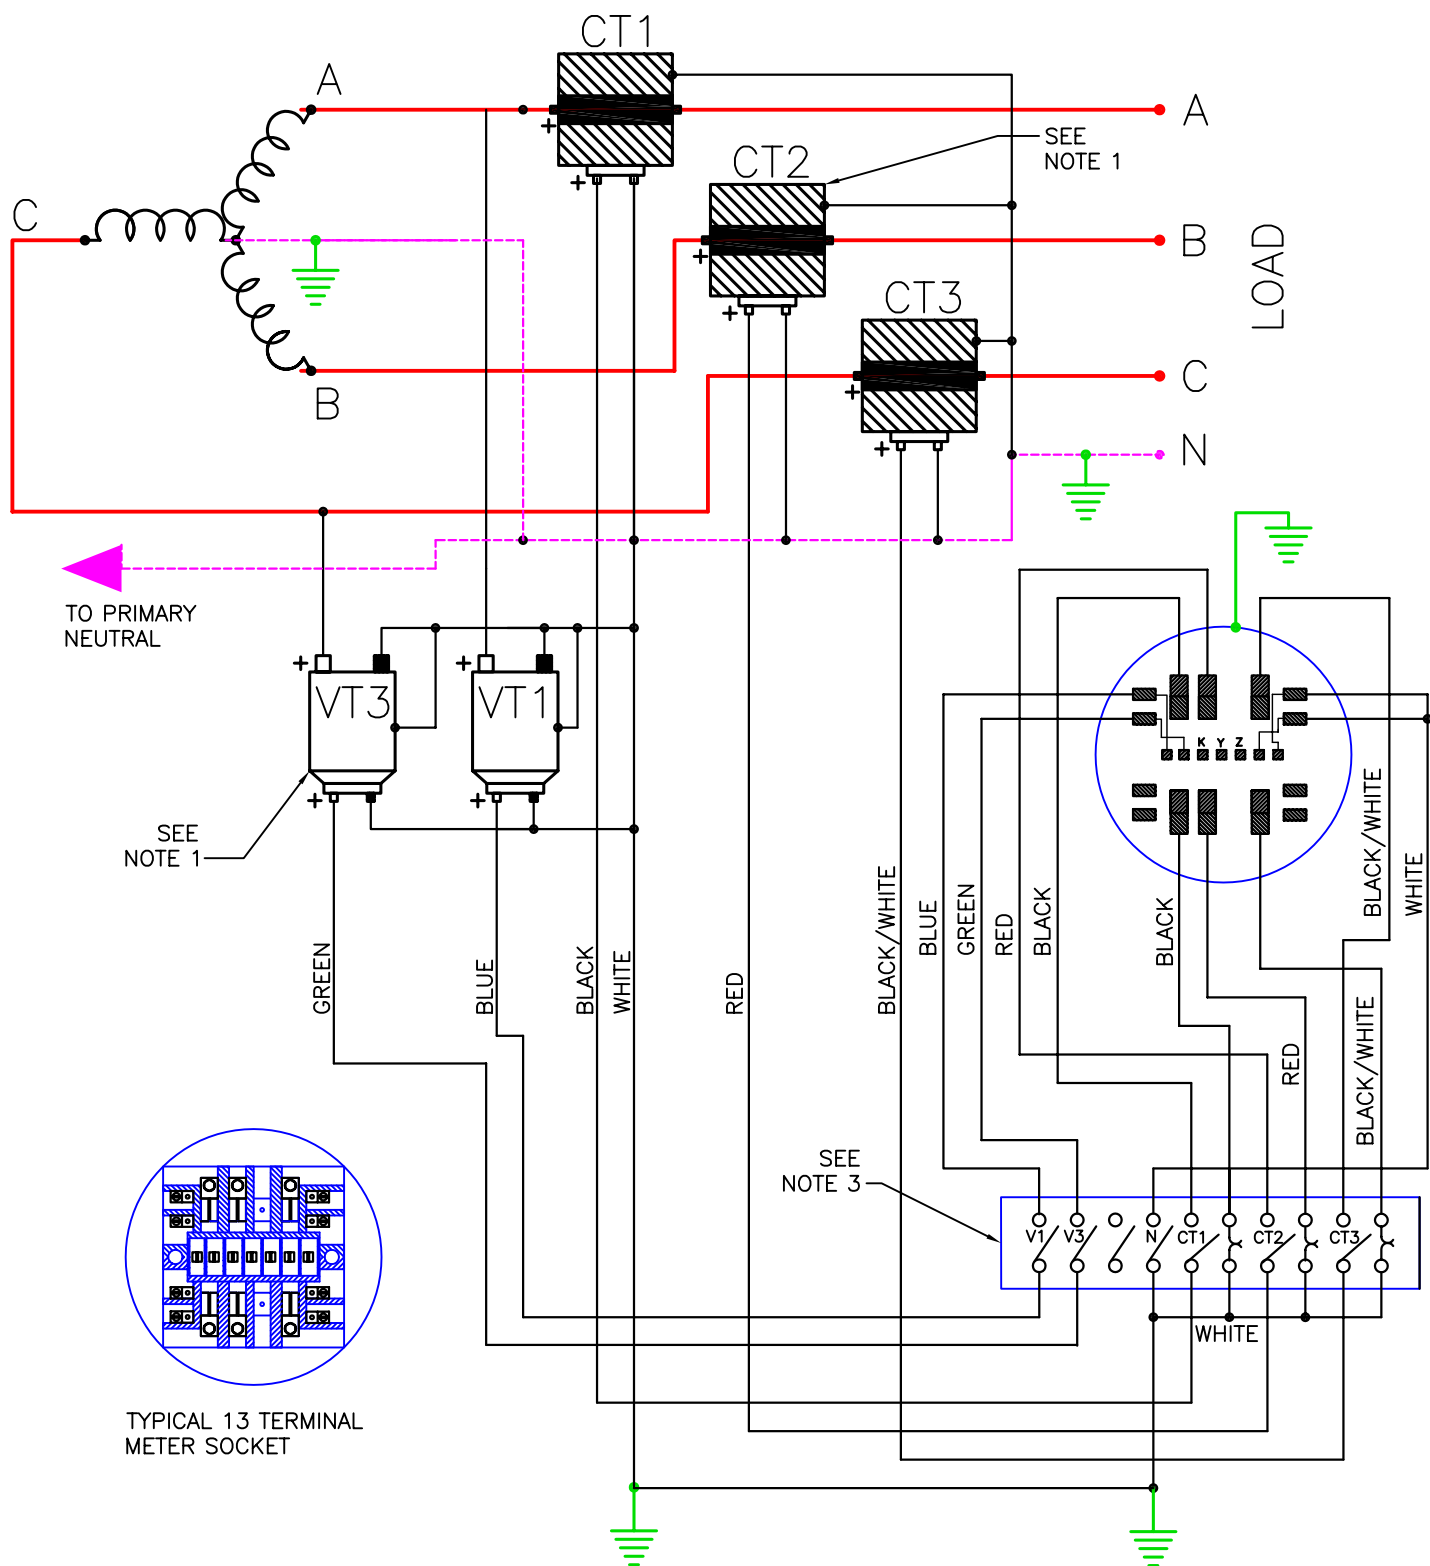 CT1
A
A
SEE
NOTE 1
CT2
C
B
LOAD
CT3
B
C
N
TO PRIMARY
NEUTRAL
VT3
VT1
K Y Z
SEE
NOTE 1
GREEN
BLUE
BLACK
WHITE
RED
BLACK/WHITE
BLUE
GREEN
RED
BLACK
BLACK
RED
BLACK/WHITE
BLACK/WHITE
WHITE
SEE
NOTE 3
V1 V3 N CT1 CT2 CT3
WHITE
TYPICAL 13 TERMINAL
METER SOCKET